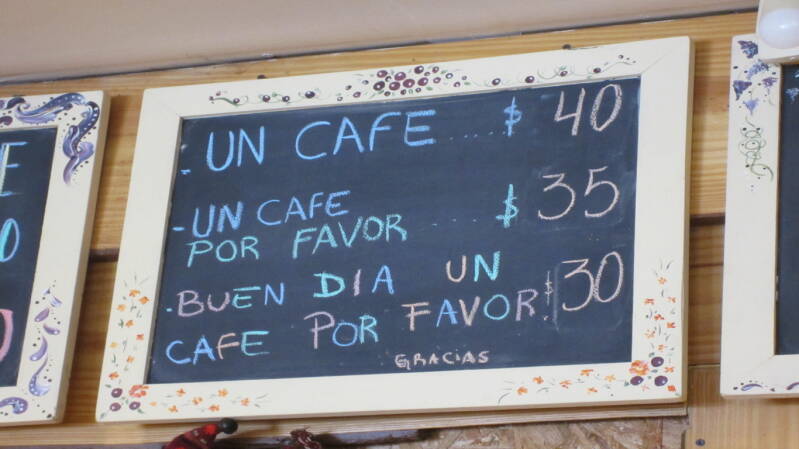 - UN CAFE ..... $ 40
- UN CAFE
POR FAVOR .... $ 35
- BUEN DIA UN
CAFE POR FAVOR $ 30
GRACIAS